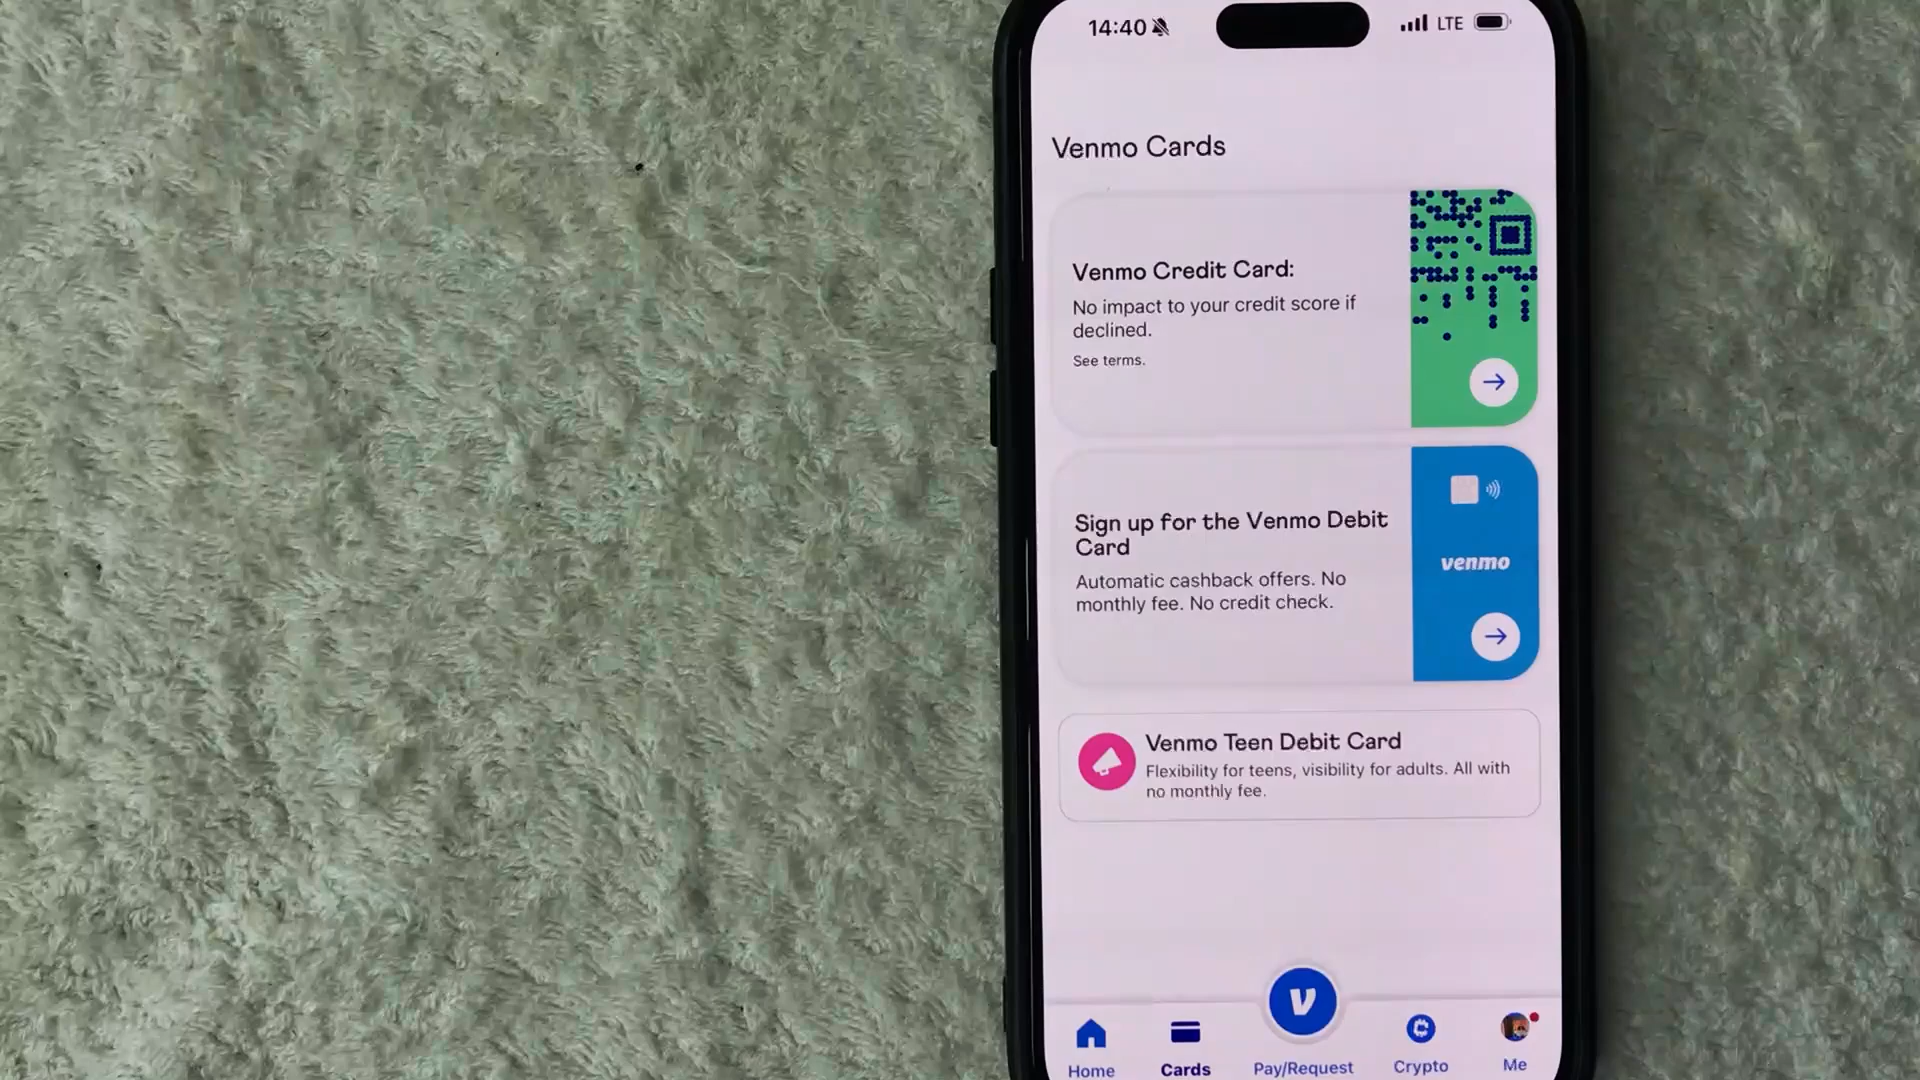 14:40
LTE
Venmo Cards
Venmo Credit Card:
No impact to your credit score if
declined.
See terms.
Sign up for the Venmo Debit
Card
Automatic cashback offers. No
monthly fee. No credit check.
venmo
Venmo Teen Debit Card
Flexibility for teens, visibility for adults. All with
no monthly fee.
Home
Cards
Pay/Request
Crypto
Me